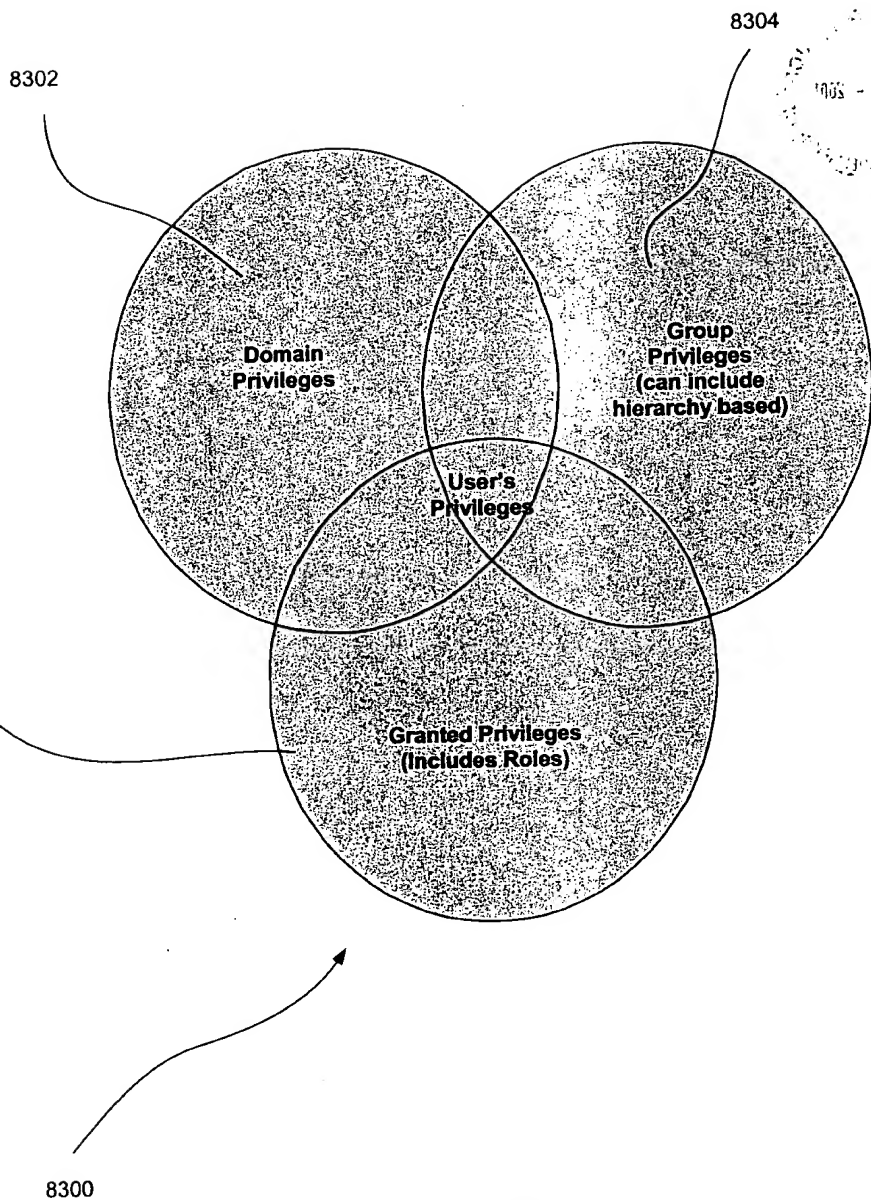 8304
8302
Domain
Privileges
Group
Privileges
(can include
hierarchy based)
User's
Privileges
Granted Privileges
(Includes Roles)
8300